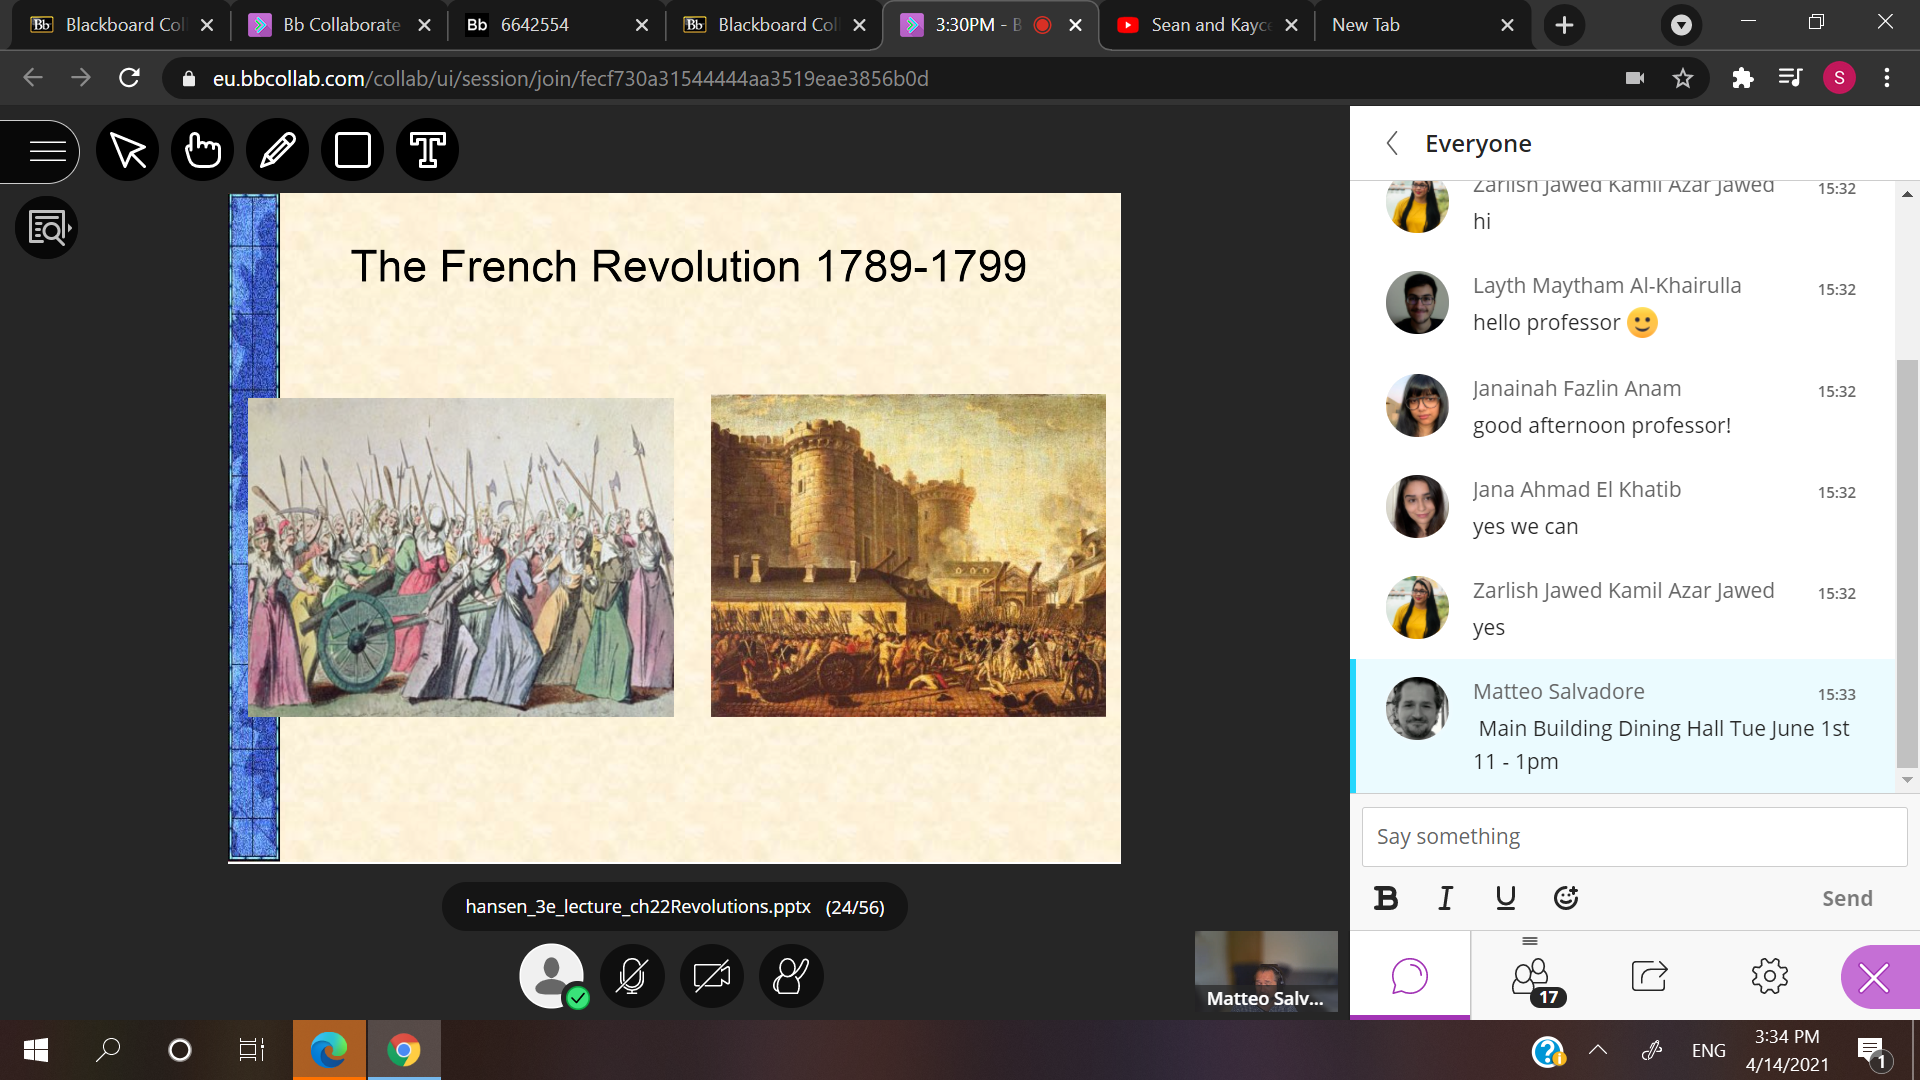 Blackboard Col
Bb Collaborate
6642554
Blackboard Col
3:30PM - B
Sean and Kayce
New Tab
eu.bbcollab.com/collab/ui/session/join/fecf730a31544444aa3519eae3856b0d
S
The French Revolution 1789-1799
hansen_3e_lecture_ch22Revolutions.pptx (24/56)
Matteo Salv...
Everyone
Zarlish Jawed Kamil Azar Jawed 15:32
hi
Layth Maytham Al-Khairulla 15:32
hello professor 🙂
Janainah Fazlin Anam 15:32
good afternoon professor!
Jana Ahmad El Khatib 15:32
yes we can
Zarlish Jawed Kamil Azar Jawed 15:32
yes
Matteo Salvadore 15:33
Main Building Dining Hall Tue June 1st
11 - 1pm
Say something
B I U Send
17
ENG
3:34 PM
4/14/2021
1